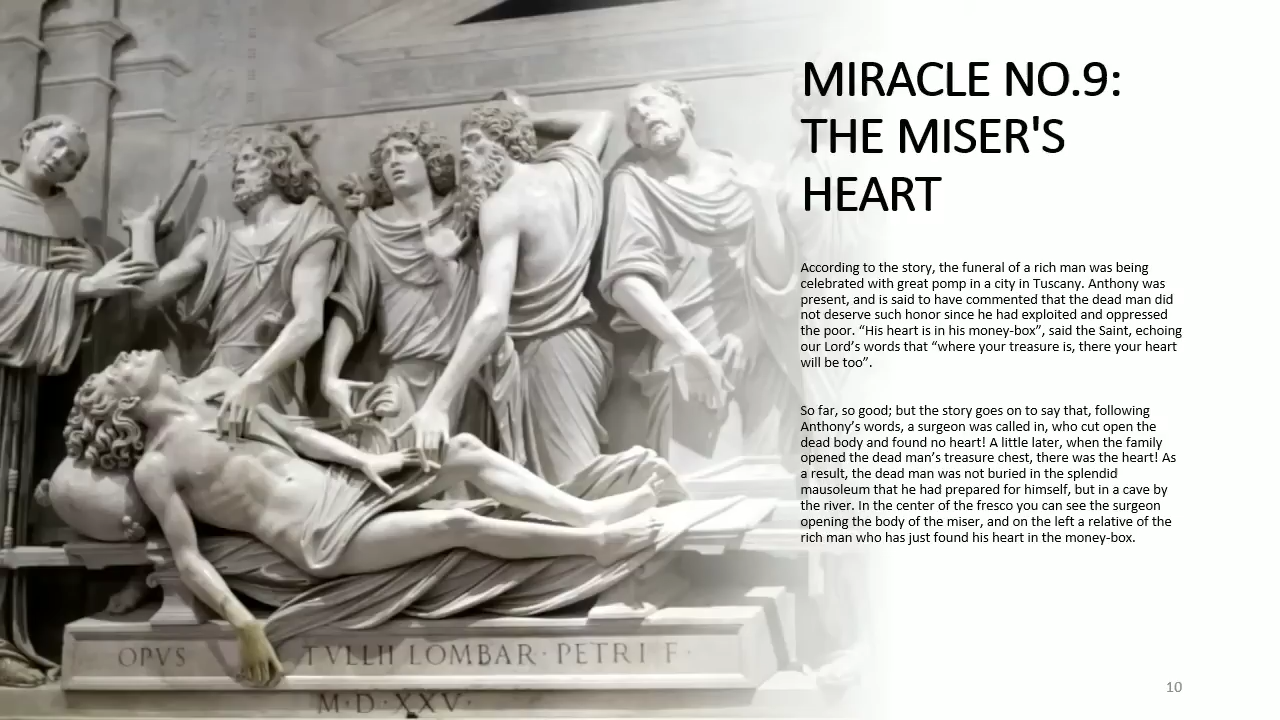 MIRACLE NO.9:
THE MISER'S
HEART
According to the story, the funeral of a rich man was being
celebrated with great pomp in a city in Tuscany. Anthony was
present, and is said to have commented that the dead man did
not deserve such honor since he had exploited and oppressed
the poor. “His heart is in his money-box”, said the Saint, echoing
our Lord’s words that “where your treasure is, there your heart
will be too”.
So far, so good; but the story goes on to say that, following
Anthony’s words, a surgeon was called in, who cut open the
dead body and found no heart! A little later, when the family
opened the dead man’s treasure chest, there was the heart! As
a result, the dead man was not buried in the splendid
mausoleum that he had prepared for himself, but in a cave by
the river. In the center of the fresco you can see the surgeon
opening the body of the miser, and on the left a relative of the
rich man who has just found his heart in the money-box.
OPVS TVLLII LOMBAR · PETRI F ·
M · D · XXV ·
10